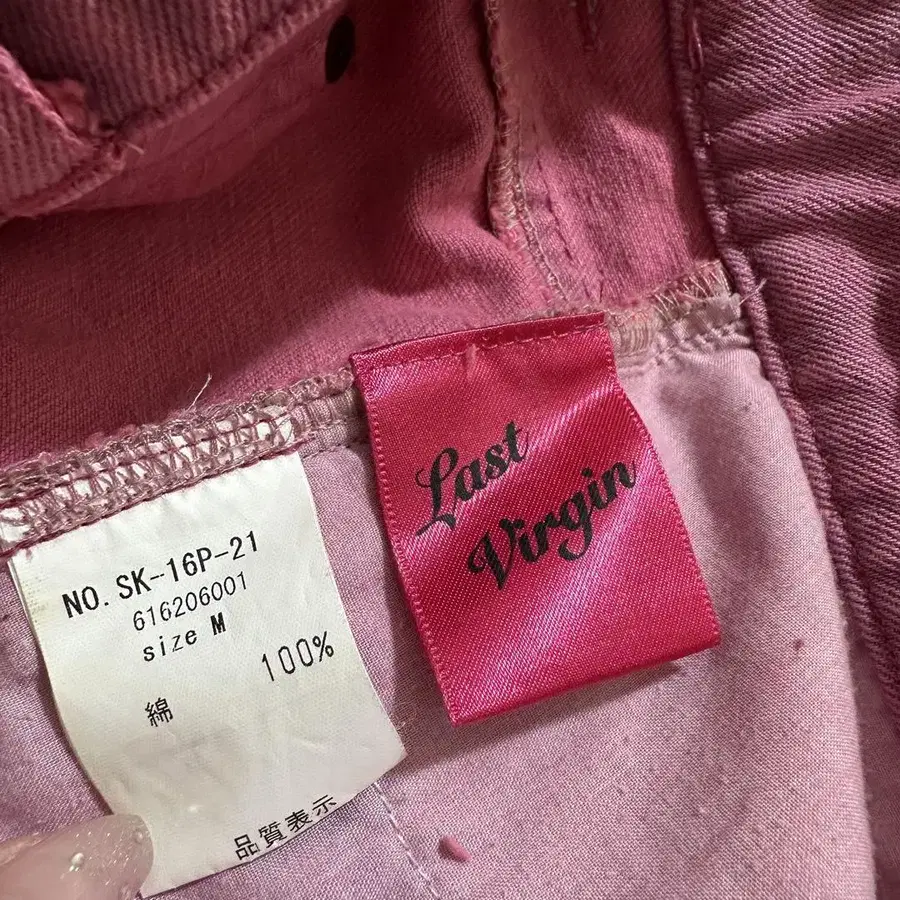 NO. SK-16P-21
616206001
size M
綿 100%
品質表示
Last
Virgin